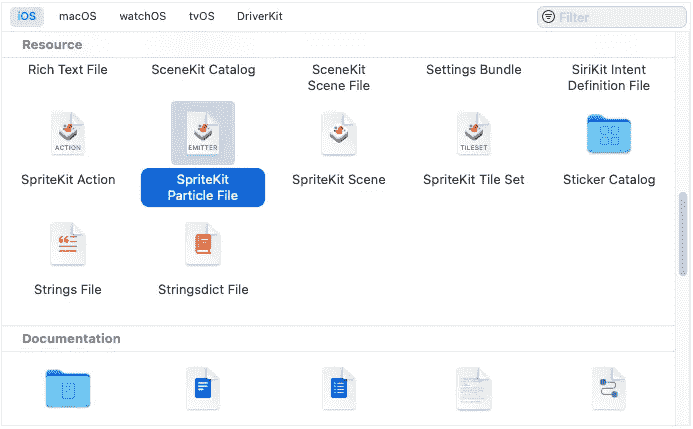 iOS macOS watchOS tvOS DriverKit Filter
Resource
Rich Text File SceneKit Catalog SceneKit Settings Bundle SiriKit Intent
Scene File Definition File
ACTION EMITTER TILESET
SpriteKit Action SpriteKit SpriteKit Scene SpriteKit Tile Set Sticker Catalog
Particle File
Strings File Stringsdict File
Documentation